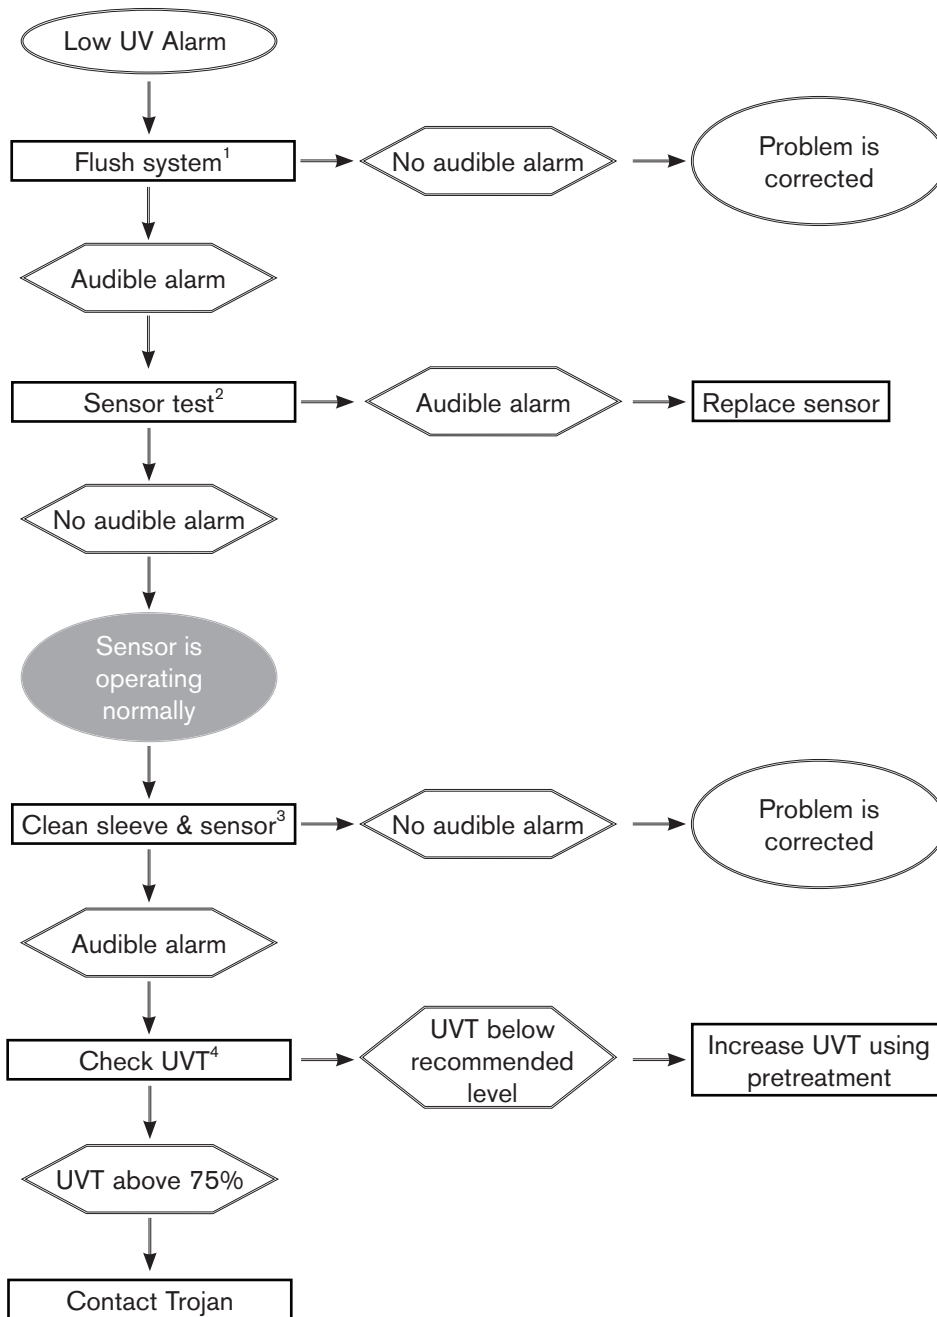 Low UV Alarm
Flush system¹
No audible alarm
Problem is
corrected
Audible alarm
Sensor test²
Audible alarm
Replace sensor
No audible alarm
Sensor is
operating
normally
Clean sleeve & sensor³
No audible alarm
Problem is
corrected
Audible alarm
Check UVT⁴
UVT below
recommended
level
Increase UVT using
pretreatment
UVT above 75%
Contact Trojan